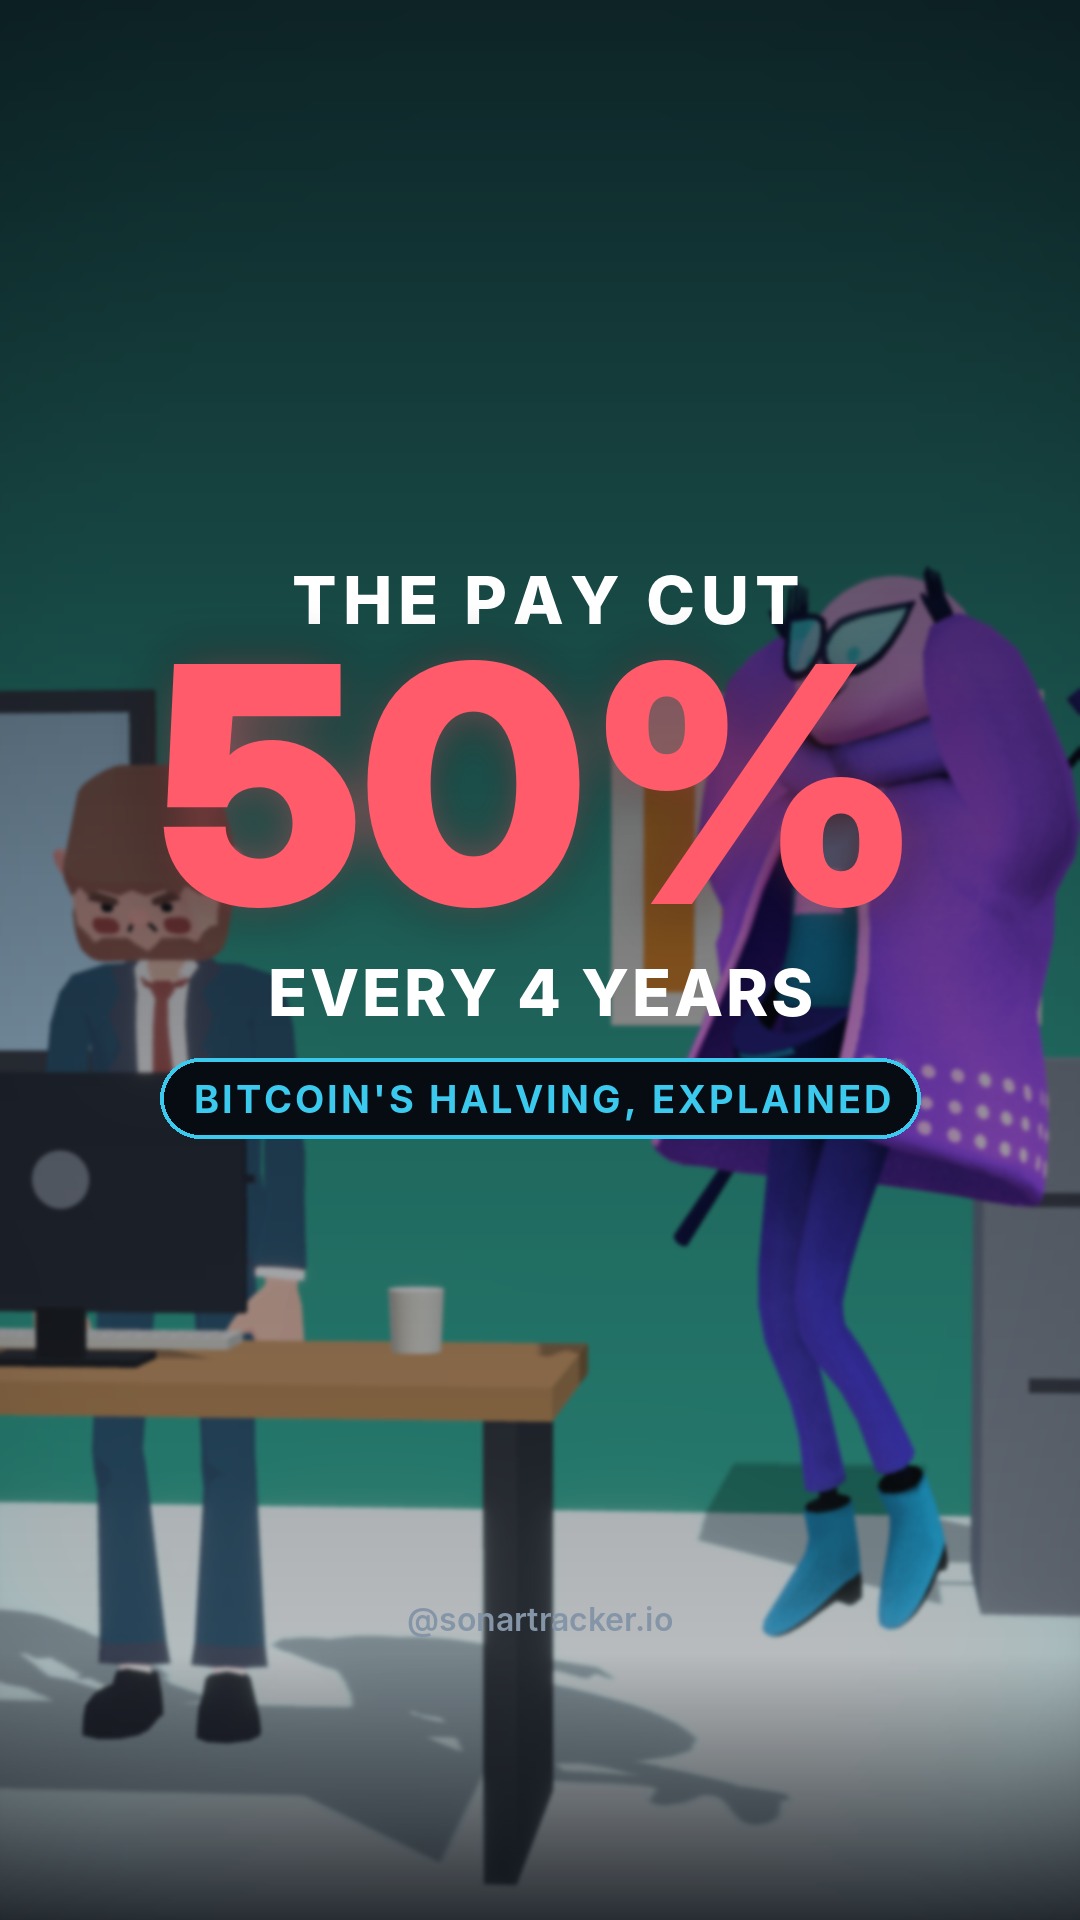 THE PAY CUT
50%
EVERY 4 YEARS
BITCOIN'S HALVING, EXPLAINED
@sonartracker.io